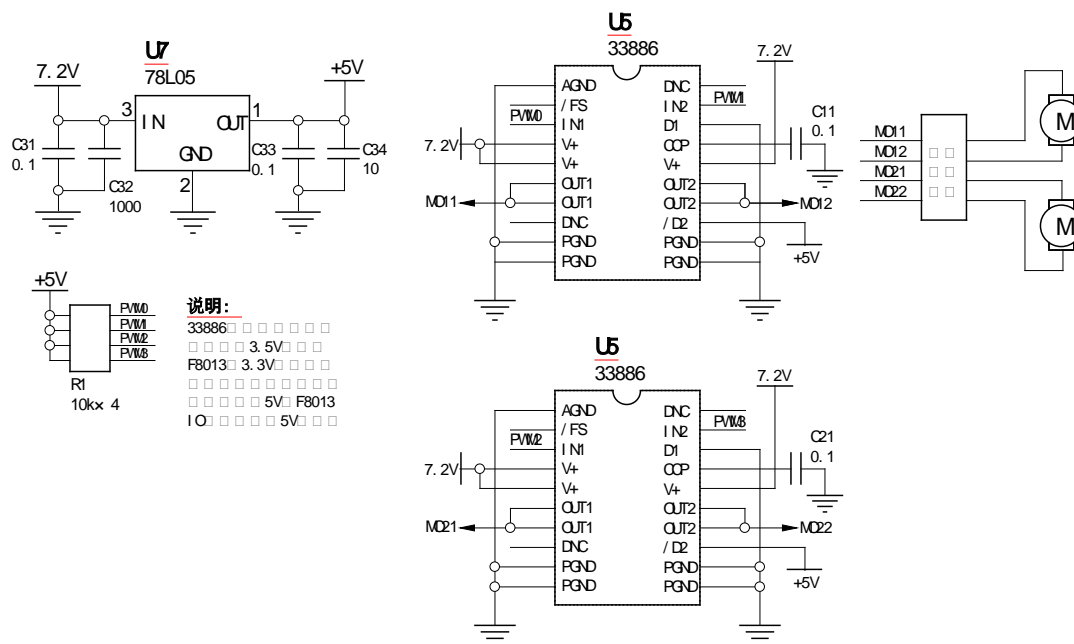 U7
78L05
7.2V
+5V
3
IN
OUT
1
GND
2
C31
0.1
C32
1000
C33
0.1
C34
10
+5V
PWM0
PWM1
PWM2
PWM3
R1
10k×4
说明:
33886
3.5V
F8013 3.3V
5V F8013
IO 5V
U5
33886
7.2V
AGND
/FS
IN1
V+
V+
OUT1
OUT1
DNC
PGND
PGND
DNC
IN2
D1
CCP
V+
OUT2
OUT2
/D2
PGND
PGND
PWM0
PWM1
7.2V
MD11
MD12
+5V
C11
0.1
MD11
MD12
MD21
MD22
M
M
U5
33886
7.2V
AGND
/FS
IN1
V+
V+
OUT1
OUT1
DNC
PGND
PGND
DNC
IN2
D1
CCP
V+
OUT2
OUT2
/D2
PGND
PGND
PWM2
PWM3
7.2V
MD21
MD22
+5V
C21
0.1